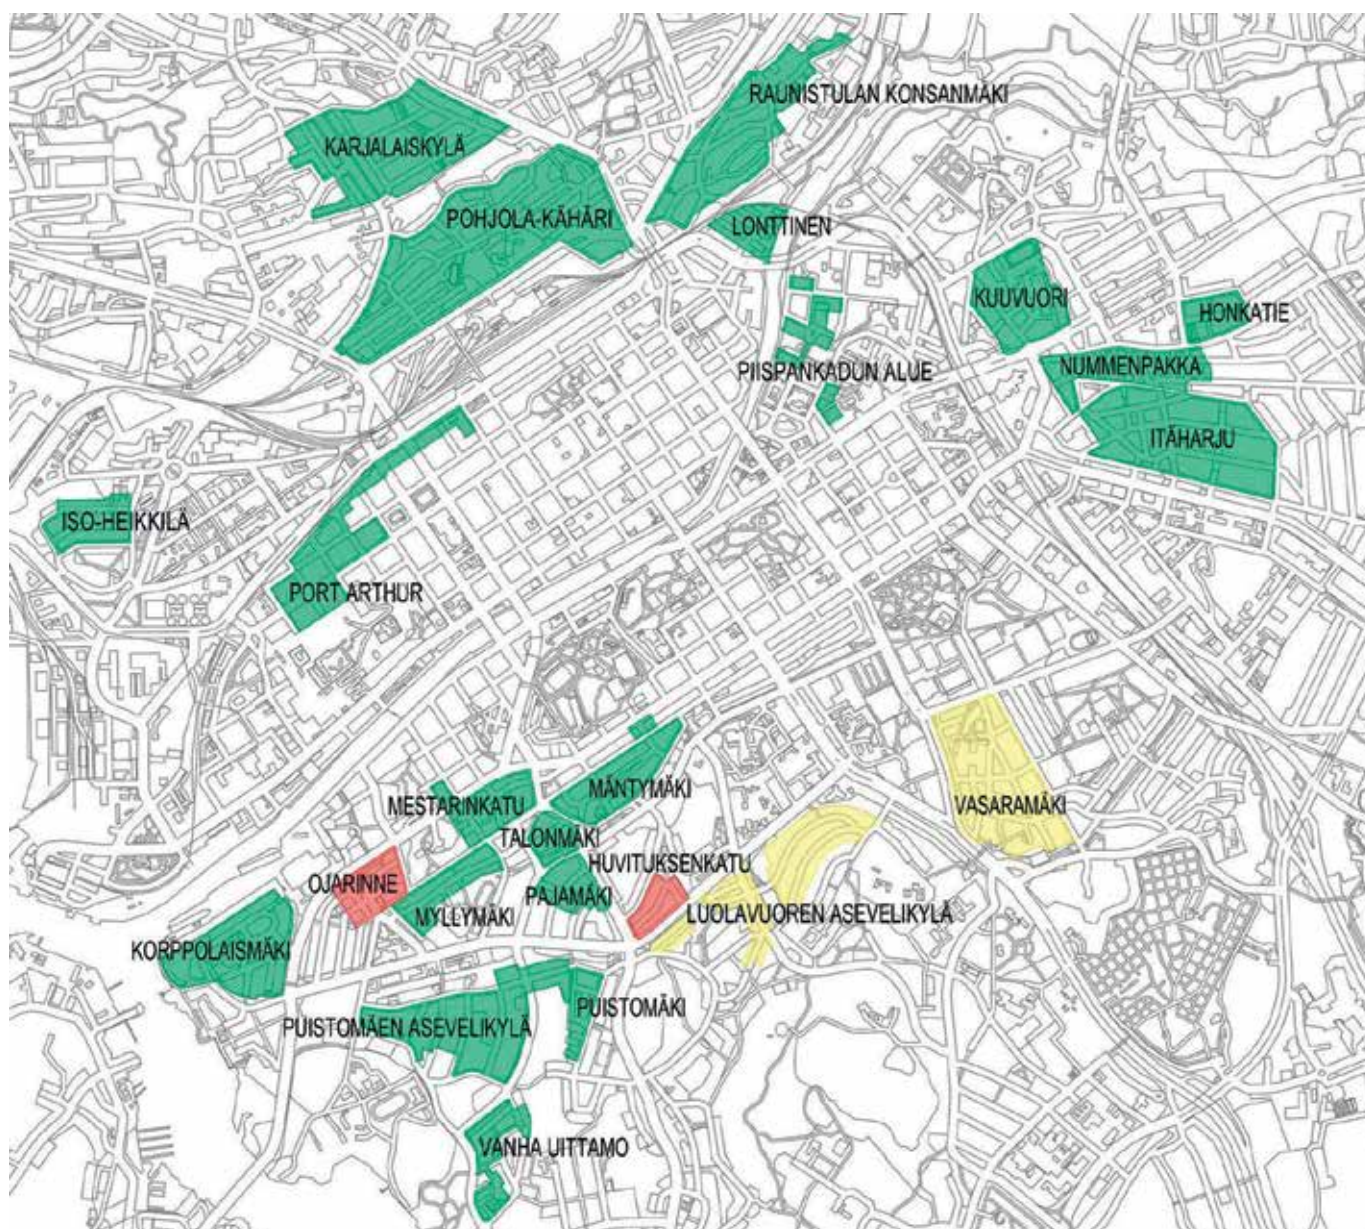 RAUNISTULAN KONSANMÄKI
KARJALAISKYLÄ
POHJOLA-KÄHÄRI
LONTTINEN
KUUVUORI
HONKATIE
NUMMENPAKKA
PIISPANKADUN ALUE
ITÄHARJU
ISO-HEIKKILÄ
PORT ARTHUR
MÄNTYMÄKI
MESTARINKATU
VASARAMÄKI
TALONMÄKI
HUVITUKSENKATU
OJARINNE
PAJAMÄKI
MYLLYMÄKI
LUOLAVUOREN ASEVELIKYLÄ
KORPPOLAISMÄKI
PUISTOMÄKI
PUISTOMÄEN ASEVELIKYLÄ
VANHA UITTAMO